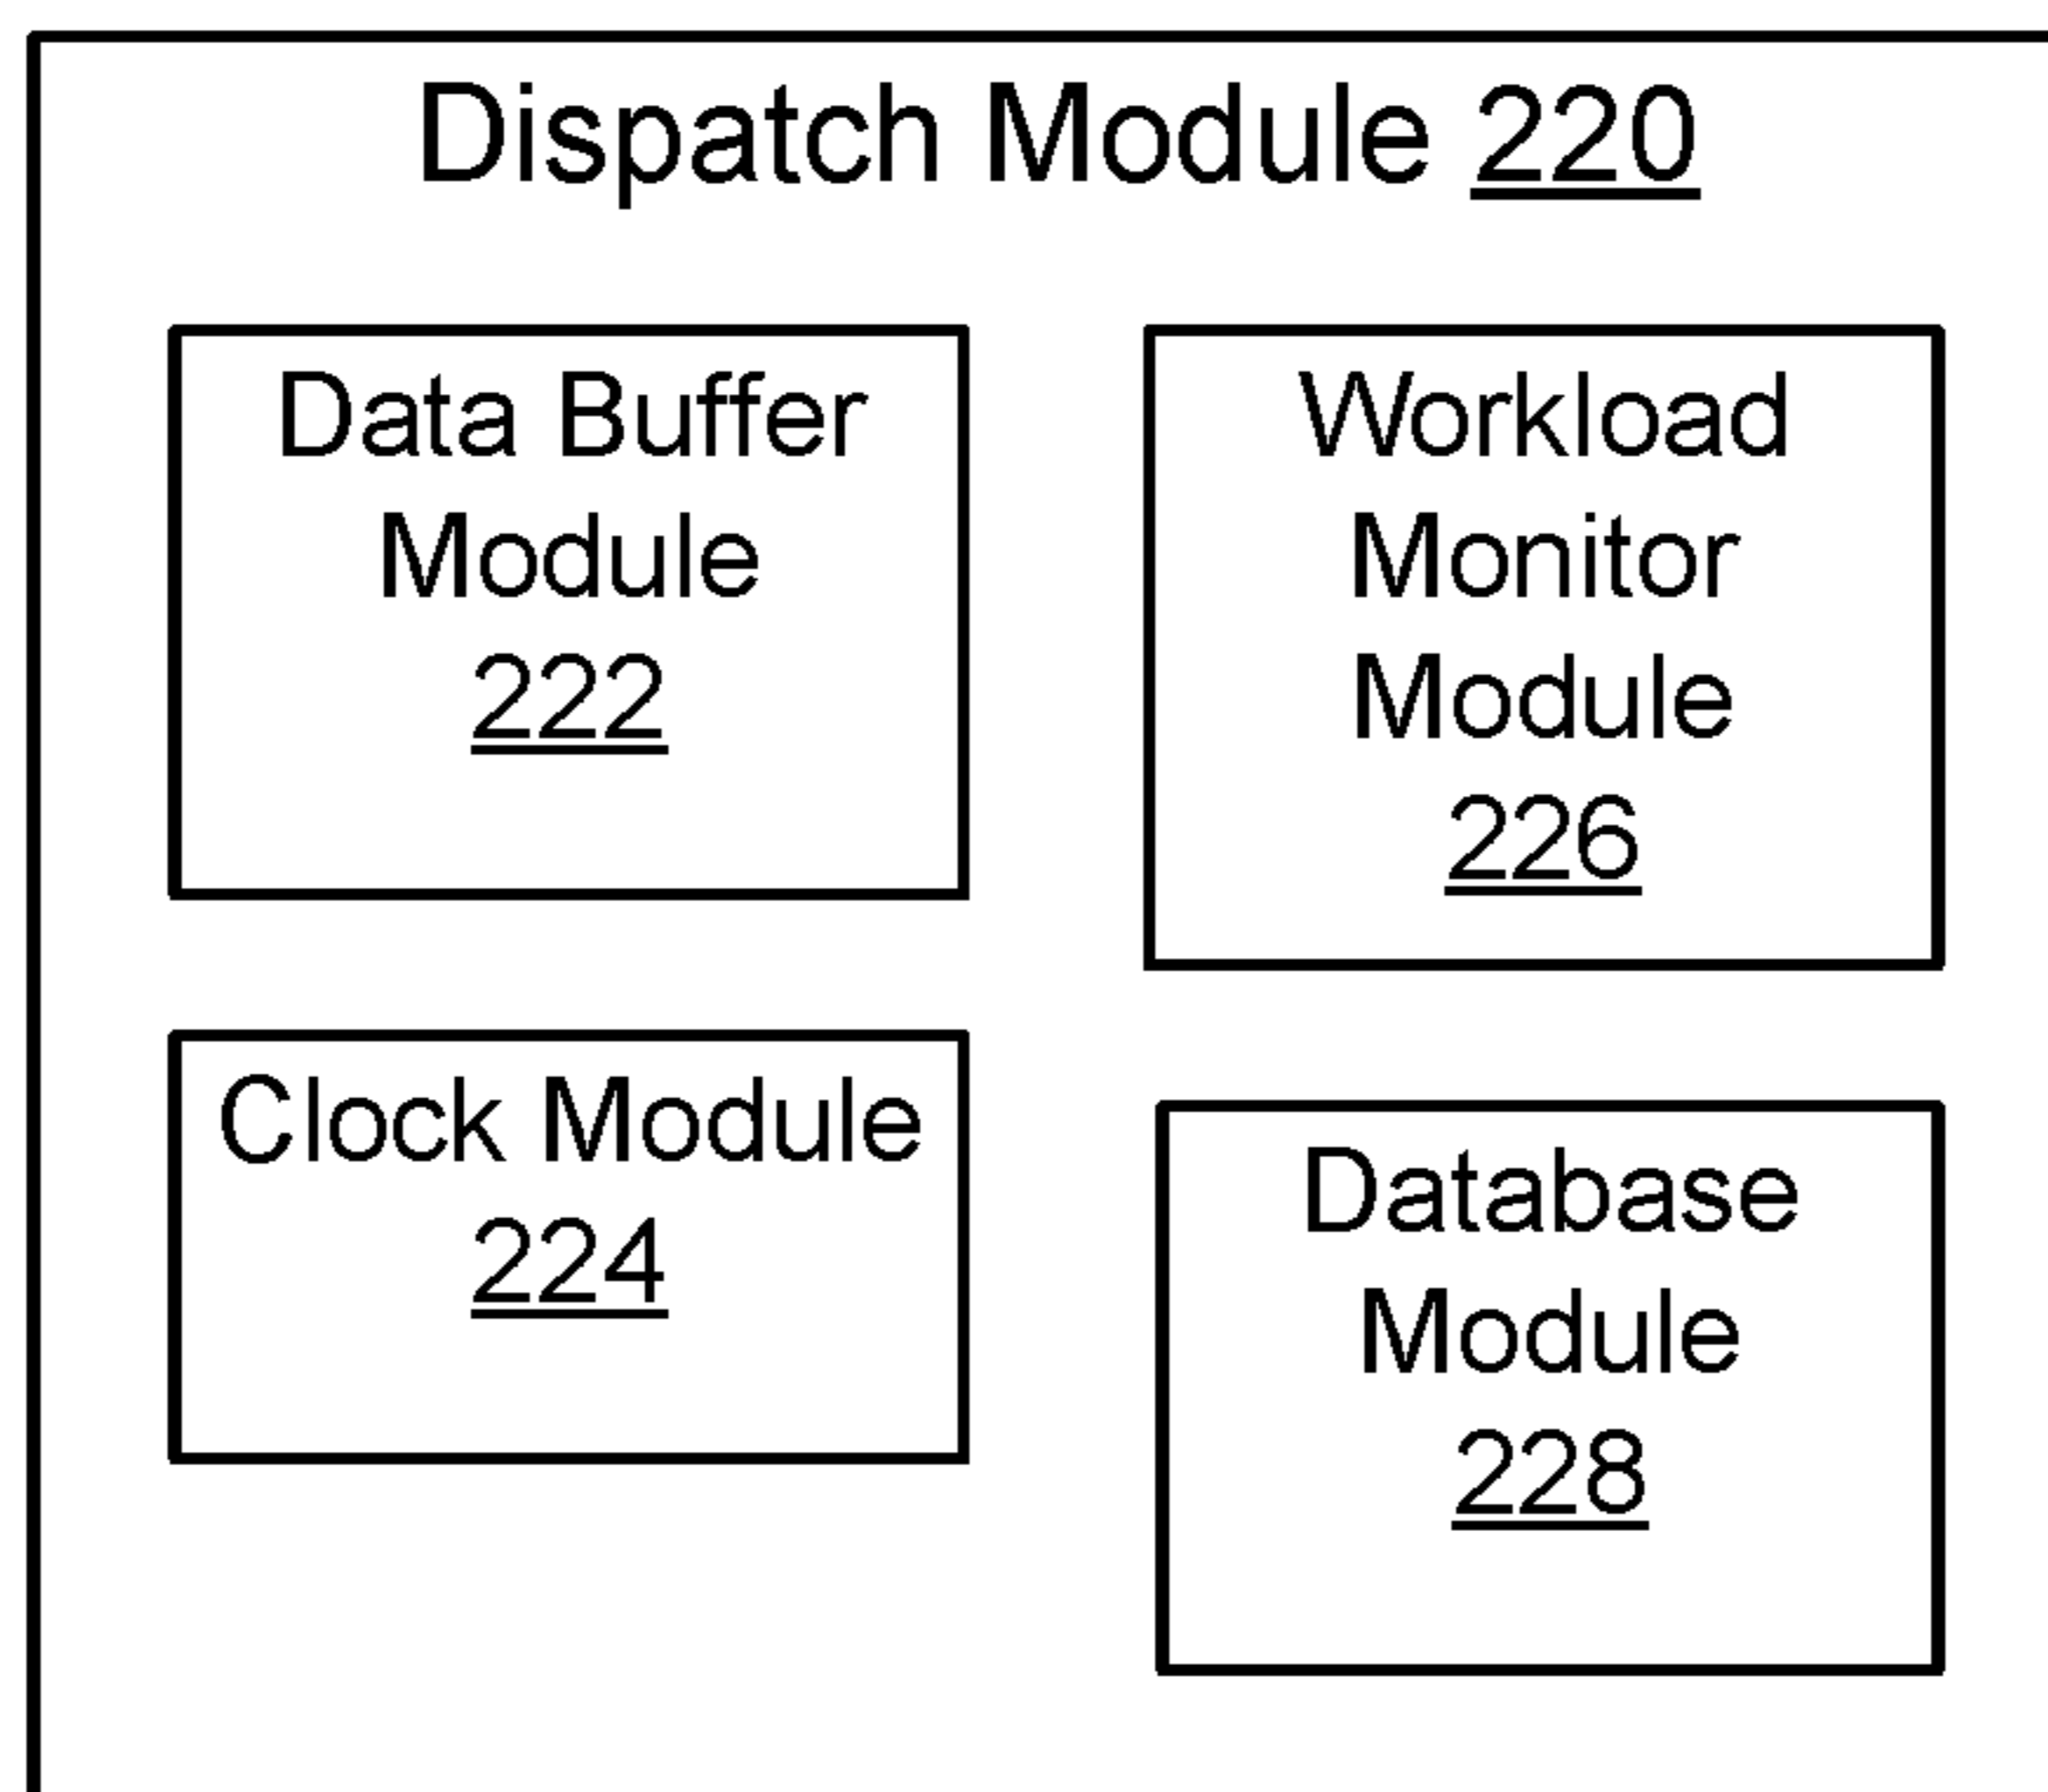 Dispatch Module 220
Data Buffer
Module
222
Workload
Monitor
Module
226
Clock Module
224
Database
Module
228